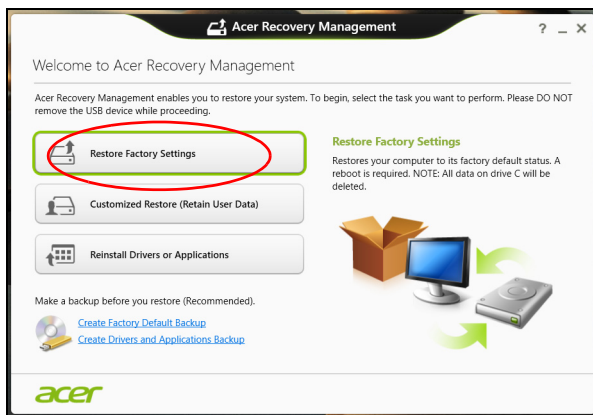 Acer Recovery Management
? _ X
Welcome to Acer Recovery Management
Acer Recovery Management enables you to restore your system. To begin, select the task you want to perform. Please DO NOT
remove the USB device while proceeding.
Restore Factory Settings
Customized Restore (Retain User Data)
Reinstall Drivers or Applications
Restore Factory Settings
Restores your computer to its factory default status. A
reboot is required. NOTE: All data on drive C will be
deleted.
Make a backup before you restore (Recommended).
Create Factory Default Backup
Create Drivers and Applications Backup
acer